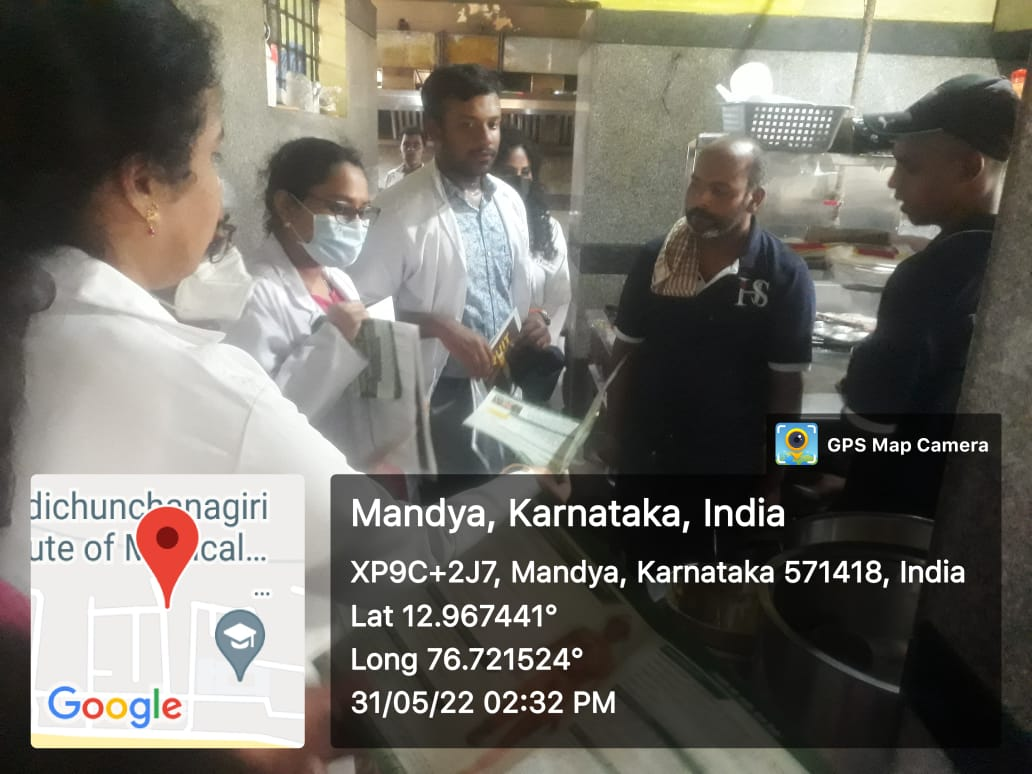 HS
QUIT
GPS Map Camera
dichunchanagiri
ute of M cal...
Google
Mandya, Karnataka, India
XP9C+2J7, Mandya, Karnataka 571418, India
Lat 12.967441°
Long 76.721524°
31/05/22 02:32 PM